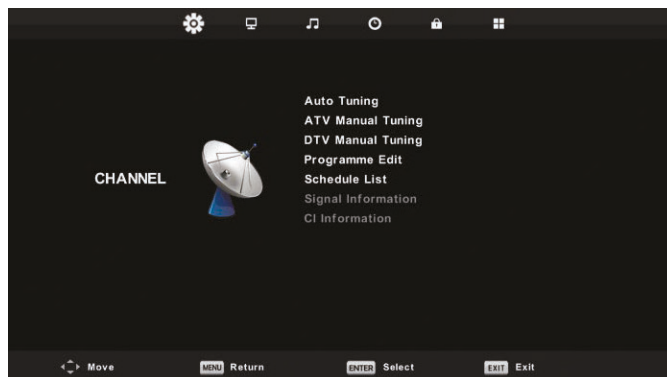 Auto Tuning
ATV Manual Tuning
DTV Manual Tuning
Programme Edit
CHANNEL
Schedule List
Signal Information
CI Information
Move
MENU Return
ENTER Select
EXIT Exit